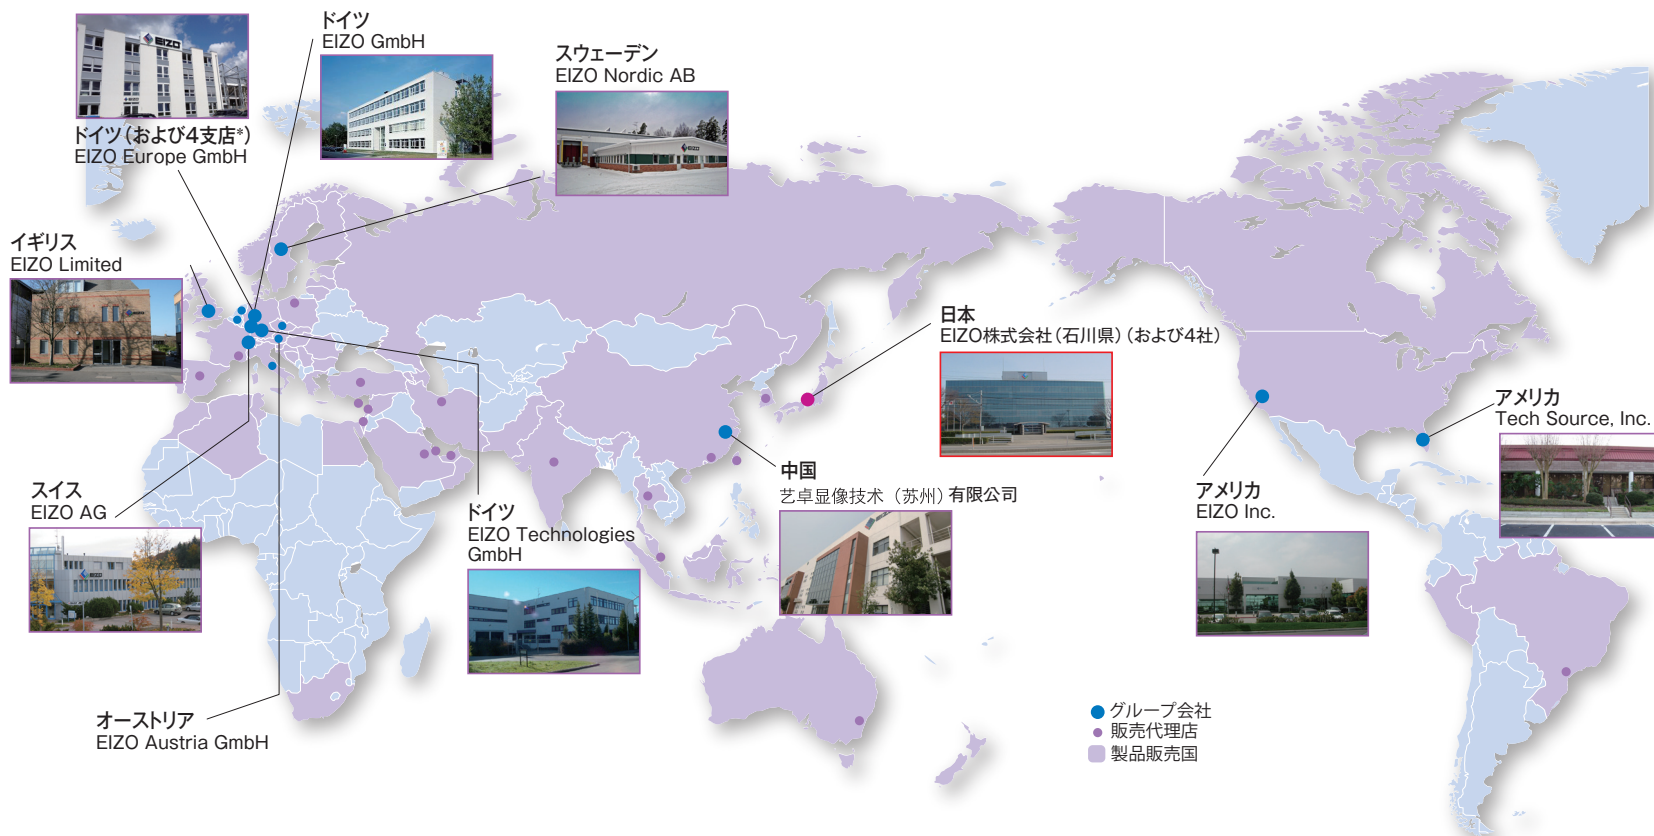 ドイツ
EIZO GmbH
スウェーデン
EIZO Nordic AB
EIZO
ドイツ（および4支店*）
EIZO Europe GmbH
EIZO
イギリス
EIZO Limited
日本
EIZO株式会社（石川県）（および4社）
アメリカ
Tech Source, Inc.
中国
艺卓显像技术（苏州）有限公司
アメリカ
EIZO Inc.
スイス
EIZO AG
ドイツ
EIZO Technologies
GmbH
オーストリア
EIZO Austria GmbH
グループ会社
販売代理店
製品販売国